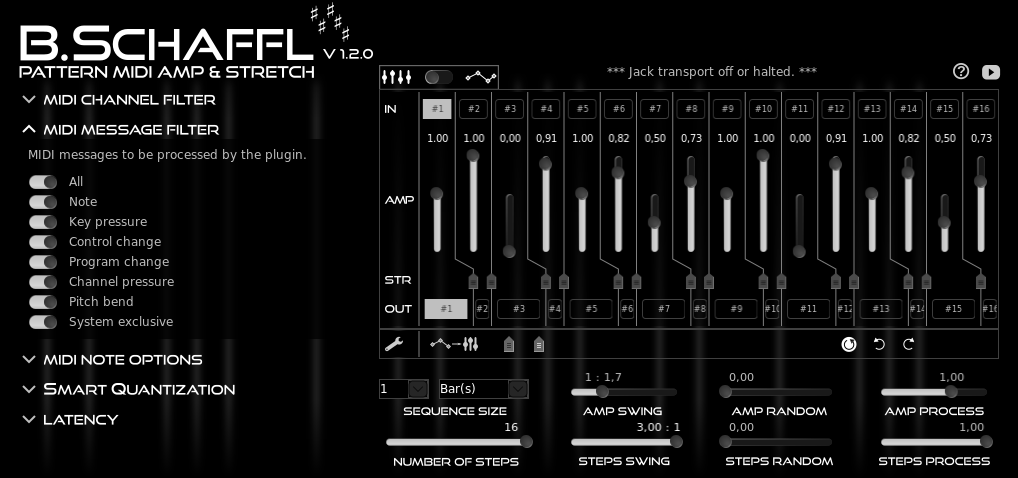 B.SCHAFFL V 1.2.0
PATTERN MIDI AMP & STRETCH
*** Jack transport off or halted. ***
MIDI CHANNEL FILTER
MIDI MESSAGE FILTER
MIDI messages to be processed by the plugin.
All
Note
Key pressure
Control change
Program change
Channel pressure
Pitch bend
System exclusive
MIDI NOTE OPTIONS
SMART QUANTIZATION
LATENCY
IN #1 #2 #3 #4 #5 #6 #7 #8 #9 #10 #11 #12 #13 #14 #15 #16
1.00 1.00 0,00 0,91 1.00 0,82 0,50 0,73 1.00 1.00 0,00 0,91 1.00 0,82 0,50 0,73
AMP
STR
OUT #1 #2 #3 #4 #5 #6 #7 #8 #9 #10 #11 #12 #13 #14 #15 #16
1 Bar(s)
SEQUENCE SIZE
16
NUMBER OF STEPS
1 : 1,7
AMP SWING
3,00 : 1
STEPS SWING
0,00
AMP RANDOM
0,00
STEPS RANDOM
1,00
AMP PROCESS
1,00
STEPS PROCESS